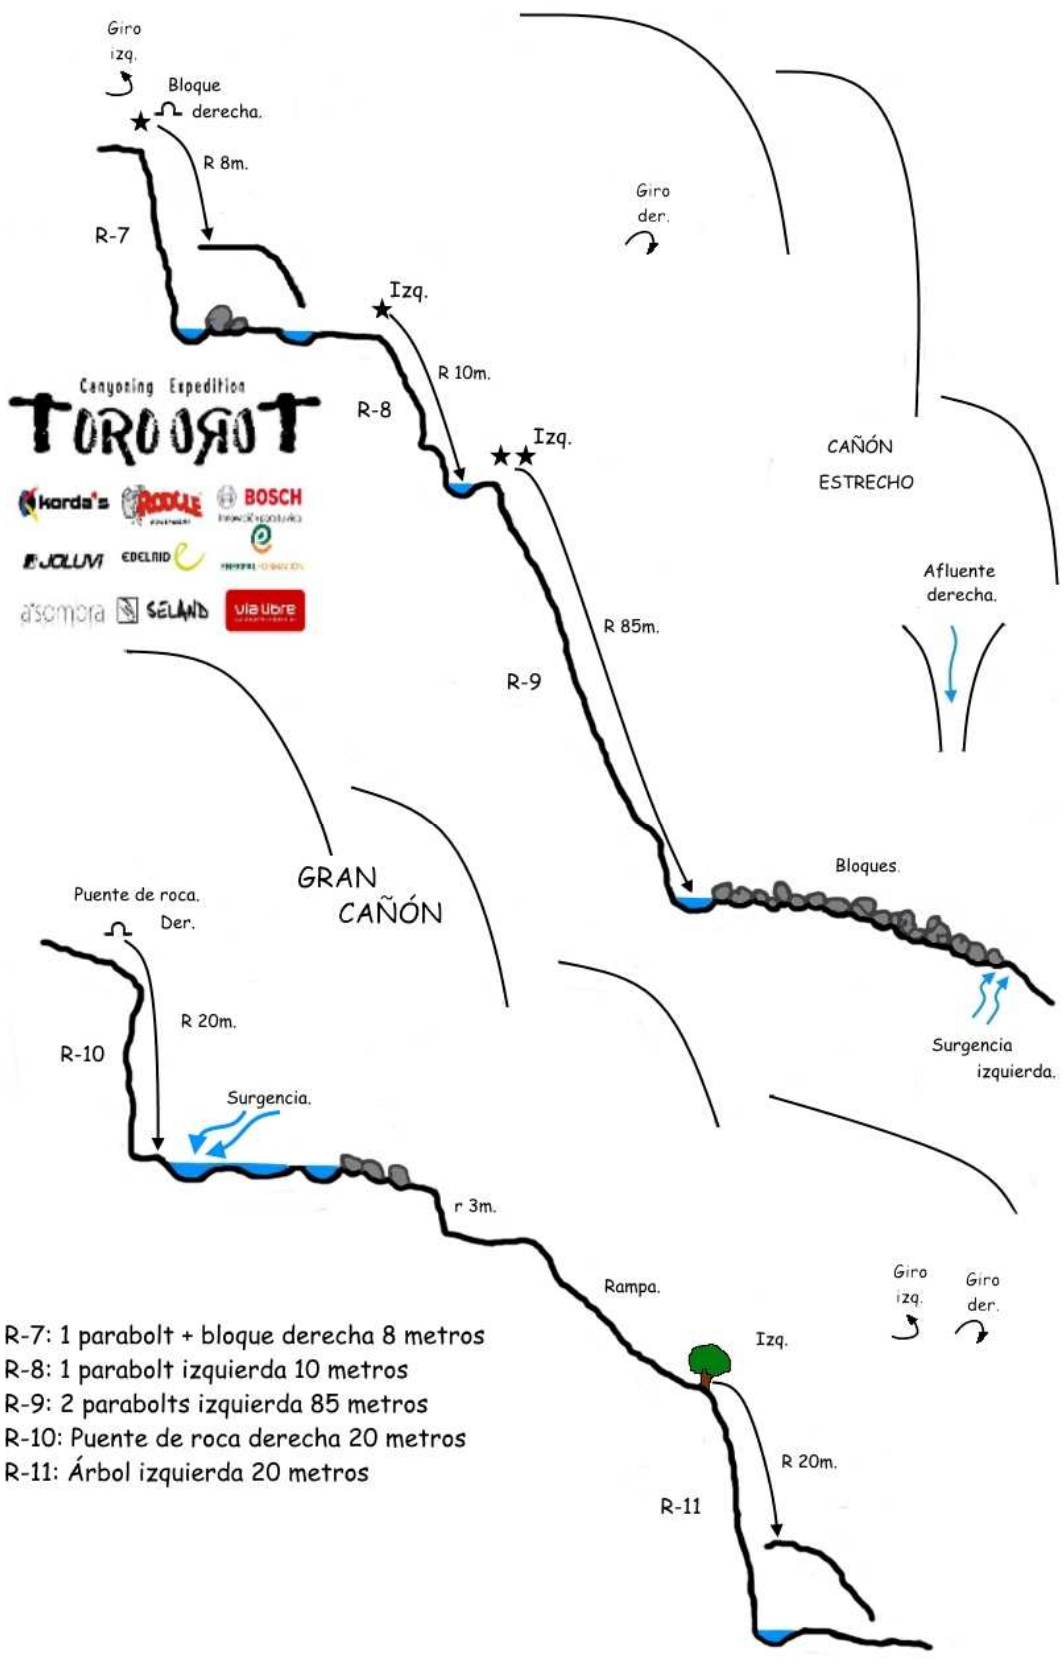 Giro
izq.
Bloque
derecha.
R 8m.
R-7
Giro
der.
Izq.
R 10m.
R-8
Izq.
Canyoning Expedition
korda's
RODCLE
BOSCH
JOLUVi
EDELRID
SELAND
vía libre
CAÑÓN
ESTRECHO
Afluente
derecha.
R 85m.
R-9
Bloques.
GRAN
CAÑÓN
Puente de roca.
Der.
R 20m.
R-10
Surgencia.
Surgencia
izquierda.
r 3m.
Rampa.
Giro
izq.
Giro
der.
Izq.
R 20m.
R-11
R-7: 1 parabolt + bloque derecha 8 metros
R-8: 1 parabolt izquierda 10 metros
R-9: 2 parabolts izquierda 85 metros
R-10: Puente de roca derecha 20 metros
R-11: Árbol izquierda 20 metros